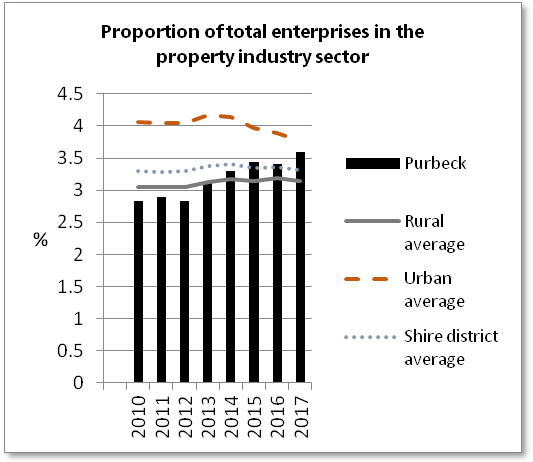 Proportion of total enterprises in the
property industry sector
4.5
4
3.5
3
2.5
2
1.5
1
0.5
0
%
2010
2011
2012
2013
2014
2015
2016
2017
Purbeck
Rural
average
Urban
average
Shire district
average